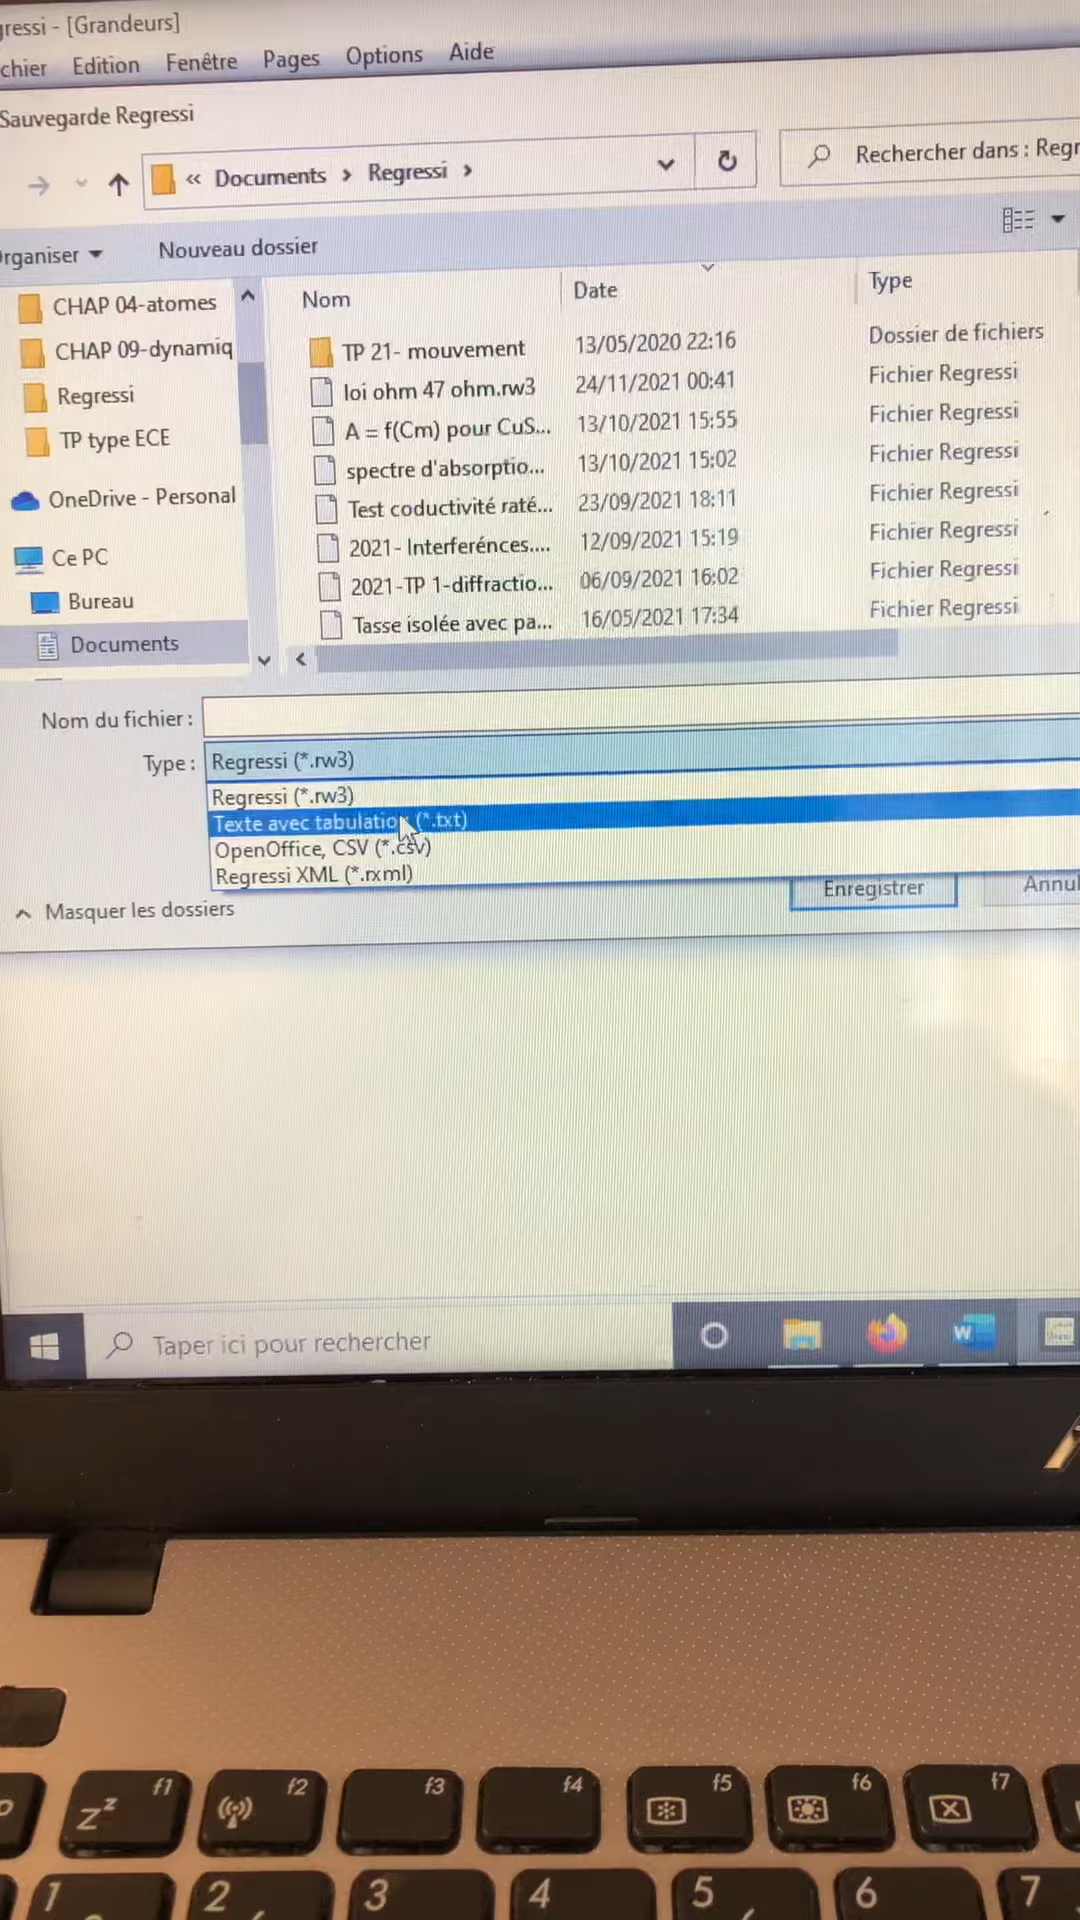 gressi - [Grandeurs]
chier Edition Fenêtre Pages Options Aide
Sauvegarde Regressi
« Documents > Regressi >
Rechercher dans : Regr
rganiser
Nouveau dossier
Nom Date Type
CHAP 04-atomes
CHAP 09-dynamiq
Regressi
TP type ECE
OneDrive - Personal
Ce PC
Bureau
Documents
TP 21- mouvement 13/05/2020 22:16 Dossier de fichiers
loi ohm 47 ohm.rw3 24/11/2021 00:41 Fichier Regressi
A = f(Cm) pour CuS... 13/10/2021 15:55 Fichier Regressi
spectre d'absorptio... 13/10/2021 15:02 Fichier Regressi
Test coductivité raté... 23/09/2021 18:11 Fichier Regressi
2021- Interferénces.... 12/09/2021 15:19 Fichier Regressi
2021-TP 1-diffractio... 06/09/2021 16:02 Fichier Regressi
Tasse isolée avec pa... 16/05/2021 17:34 Fichier Regressi
Nom du fichier :
Type : Regressi (*.rw3)
Regressi (*.rw3)
Texte avec tabulation (*.txt)
OpenOffice, CSV (*.csv)
Regressi XML (*.rxml)
Enregistrer
Annul
Masquer les dossiers
Taper ici pour rechercher
W
f1 f2 f3 f4 f5 f6 f7
Zz
1 2 3 4 5 6 7